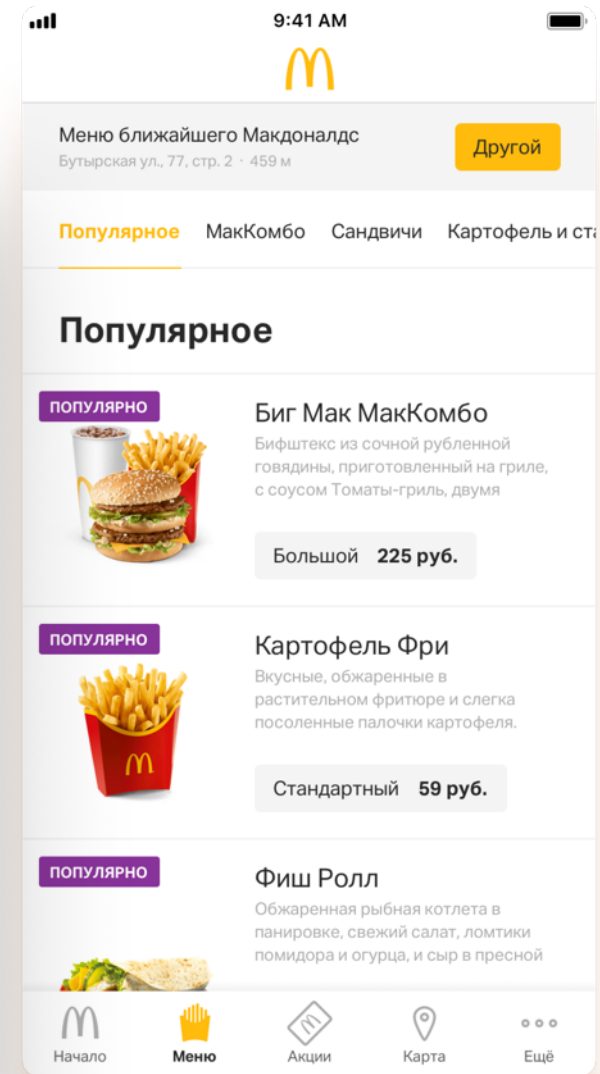 9:41 AM
Меню ближайшего Макдоналдс
Бутырская ул., 77, стр. 2 · 459 м
Другой
Популярное МакКомбо Сандвичи Картофель и ста
Популярное
ПОПУЛЯРНО
Биг Мак МакКомбо
Бифштекс из сочной рубленной
говядины, приготовленный на гриле,
с соусом Томаты-гриль, двумя
Большой 225 руб.
ПОПУЛЯРНО
Картофель Фри
Вкусные, обжаренные в
растительном фритюре и слегка
посоленные палочки картофеля.
Стандартный 59 руб.
ПОПУЛЯРНО
Фиш Ролл
Обжаренная рыбная котлета в
панировке, свежий салат, ломтики
помидора и огурца, и сыр в пресной
Начало Меню Акции Карта Ещё